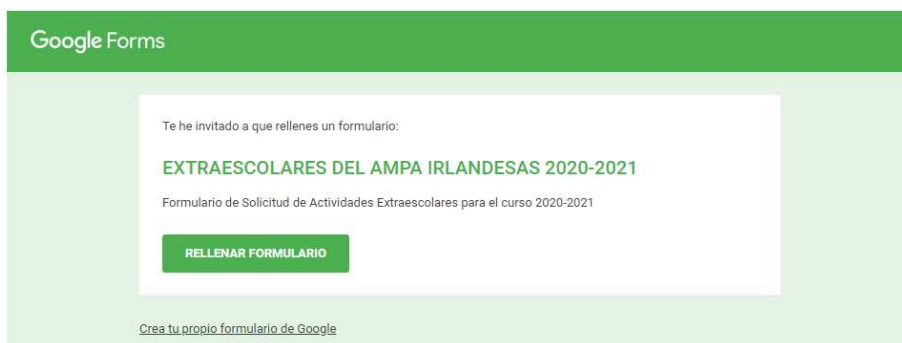 Google Forms
Te he invitado a que rellenes un formulario:
EXTRAESCOLARES DEL AMPA IRLANDESAS 2020-2021
Formulario de Solicitud de Actividades Extraescolares para el curso 2020-2021
RELLENAR FORMULARIO
Crea tu propio formulario de Google